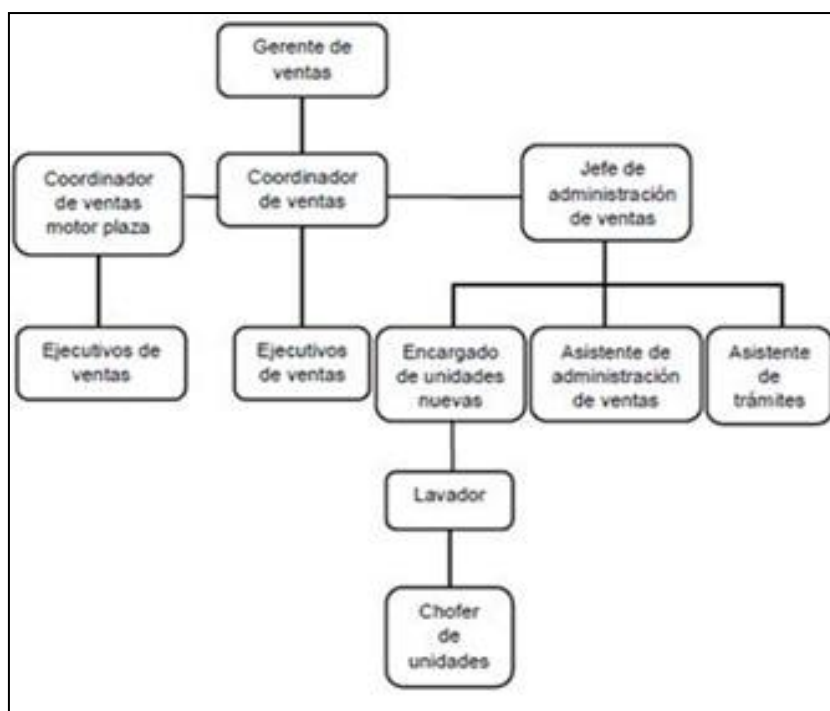 Gerente de
ventas
Coordinador
de ventas
motor plaza
Coordinador
de ventas
Jefe de
administración
de ventas
Ejecutivos de
ventas
Ejecutivos
de ventas
Encargado
de unidades
nuevas
Asistente de
administración
de ventas
Asistente
de
trámites
Lavador
Chofer
de
unidades